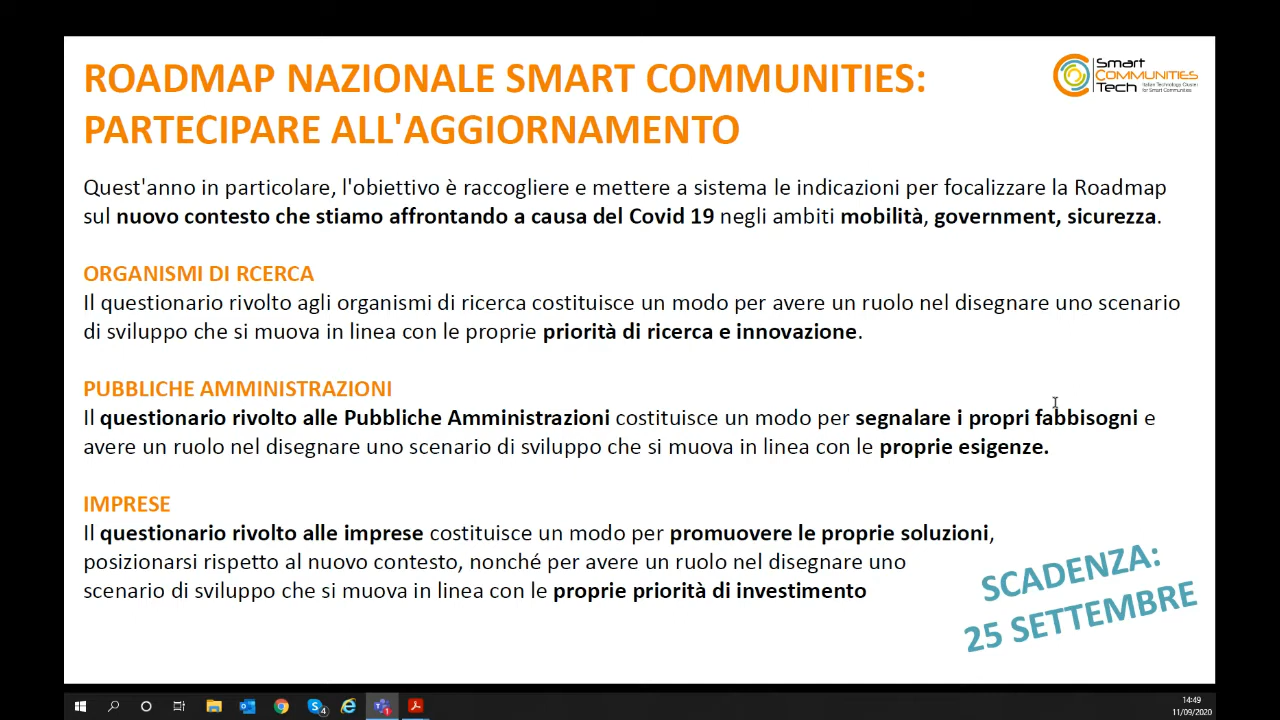 ROADMAP NAZIONALE SMART COMMUNITIES:
PARTECIPARE ALL'AGGIORNAMENTO
Smart
COMMUNITIES
Tech
Italian Technology Cluster
for Smart Communities
Quest'anno in particolare, l'obiettivo è raccogliere e mettere a sistema le indicazioni per focalizzare la Roadmap
sul nuovo contesto che stiamo affrontando a causa del Covid 19 negli ambiti mobilità, government, sicurezza.
ORGANISMI DI RCERCA
Il questionario rivolto agli organismi di ricerca costituisce un modo per avere un ruolo nel disegnare uno scenario
di sviluppo che si muova in linea con le proprie priorità di ricerca e innovazione.
PUBBLICHE AMMINISTRAZIONI
Il questionario rivolto alle Pubbliche Amministrazioni costituisce un modo per segnalare i propri fabbisogni e
avere un ruolo nel disegnare uno scenario di sviluppo che si muova in linea con le proprie esigenze.
IMPRESE
Il questionario rivolto alle imprese costituisce un modo per promuovere le proprie soluzioni,
posizionarsi rispetto al nuovo contesto, nonché per avere un ruolo nel disegnare uno
scenario di sviluppo che si muova in linea con le proprie priorità di investimento
SCADENZA:
25 SETTEMBRE
14:49
11/09/2020